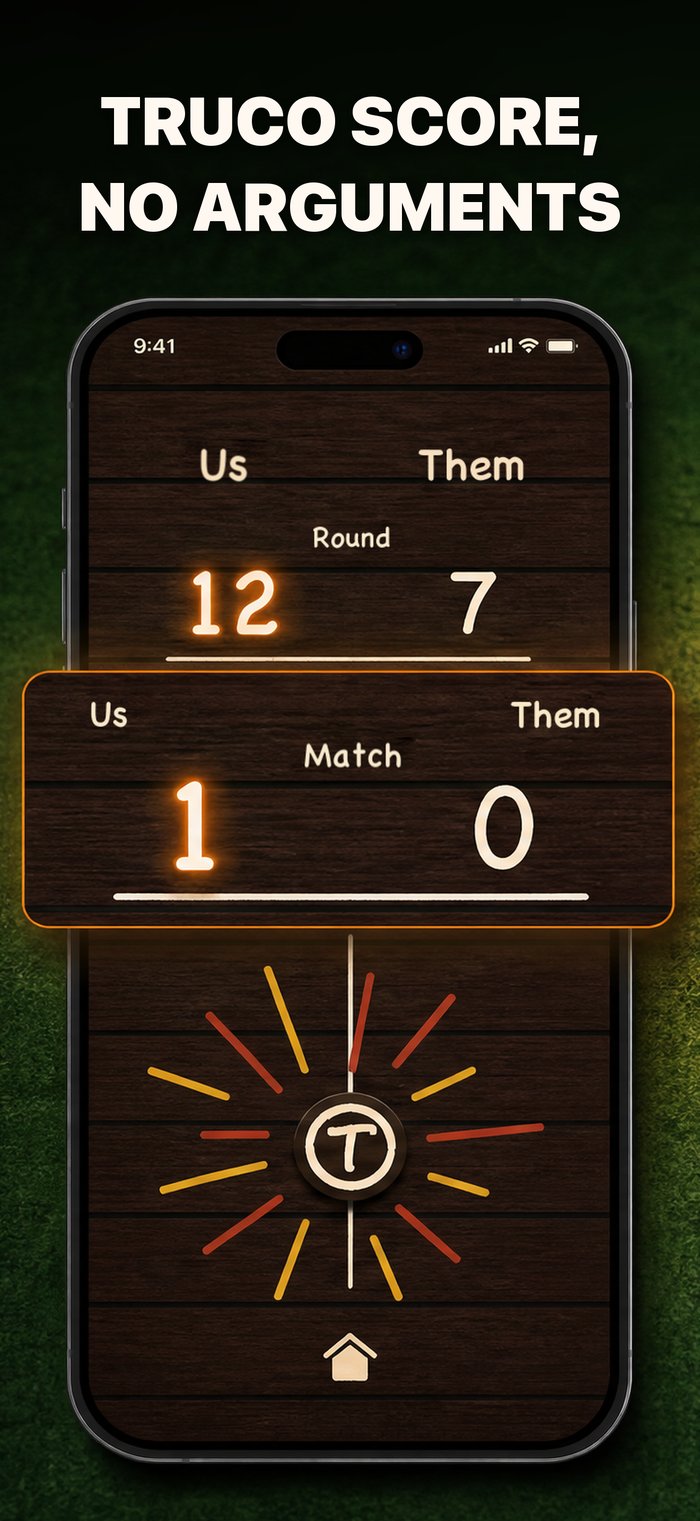 TRUCO SCORE,
NO ARGUMENTS
9:41
Us Them
Round
12 7
Us Them
Match
1 0
T